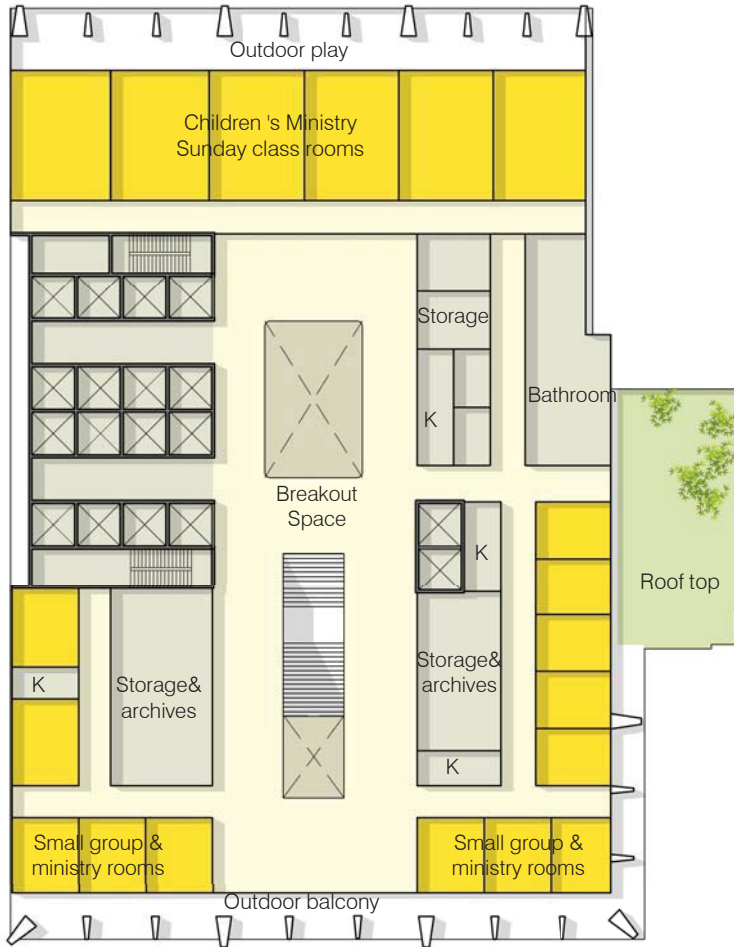 Outdoor play
Children 's Ministry
Sunday class rooms
Storage
K
Bathroom
Breakout
Space
K
Roof top
K
Storage&
archives
Storage&
archives
K
Small group &
ministry rooms
Small group &
ministry rooms
Outdoor balcony